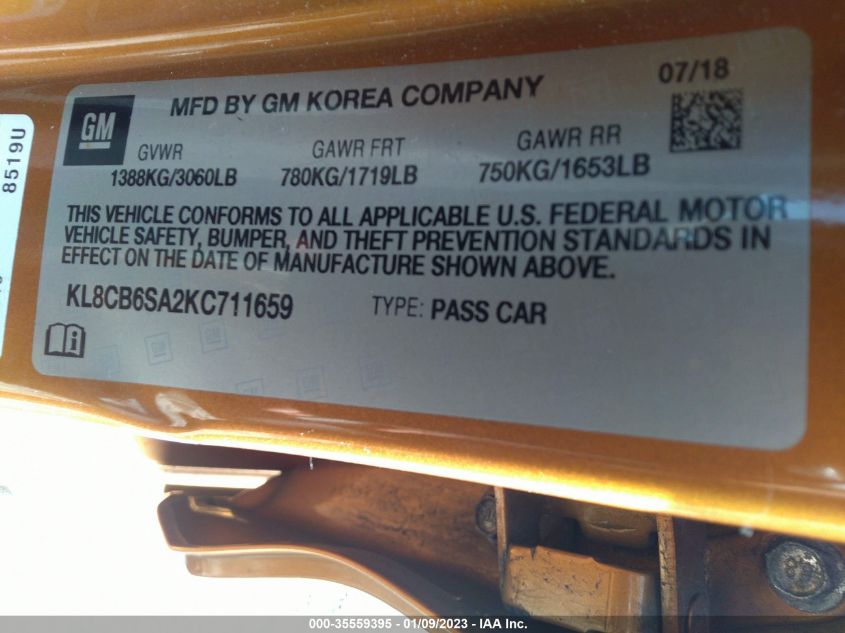 07/18
MFD BY GM KOREA COMPANY
GM
GVWR GAWR FRT GAWR RR
1388KG/3060LB 780KG/1719LB 750KG/1653LB
THIS VEHICLE CONFORMS TO ALL APPLICABLE U.S. FEDERAL MOTOR
VEHICLE SAFETY, BUMPER, AND THEFT PREVENTION STANDARDS IN
EFFECT ON THE DATE OF MANUFACTURE SHOWN ABOVE.
KL8CB6SA2KC711659 TYPE: PASS CAR
8519U
000-35559395 - 01/09/2023 - IAA Inc.